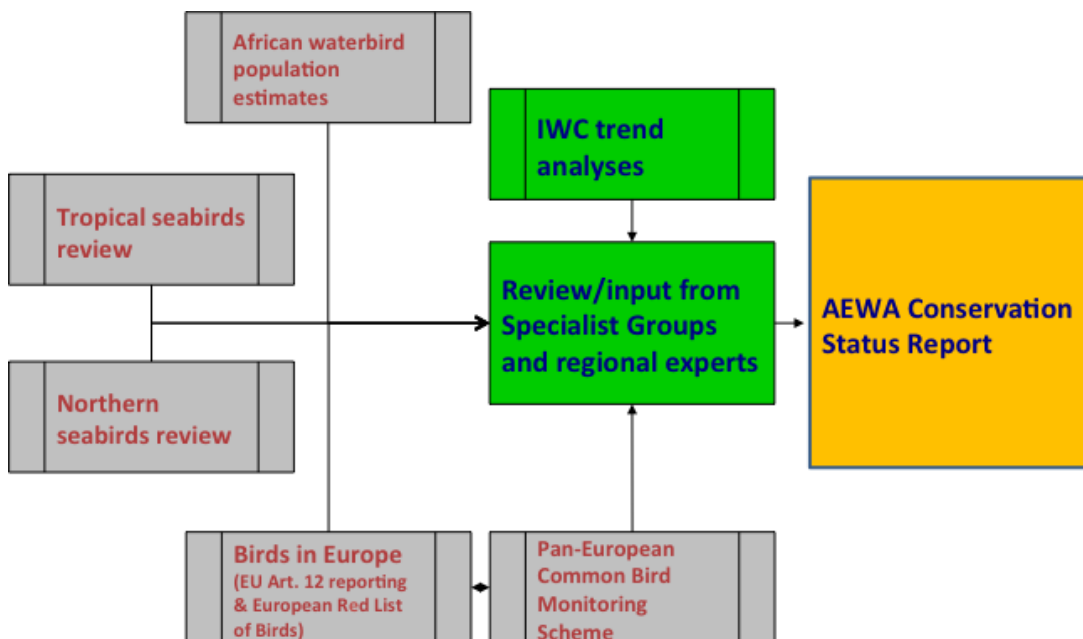 African waterbird
population
estimates
IWC trend
analyses
Tropical seabirds
review
Review/input from
Specialist Groups
and regional experts
AEWA Conservation
Status Report
Northern
seabirds review
Birds in Europe
(EU Art. 12 reporting
& European Red List
of Birds)
Pan-European
Common Bird
Monitoring
Scheme